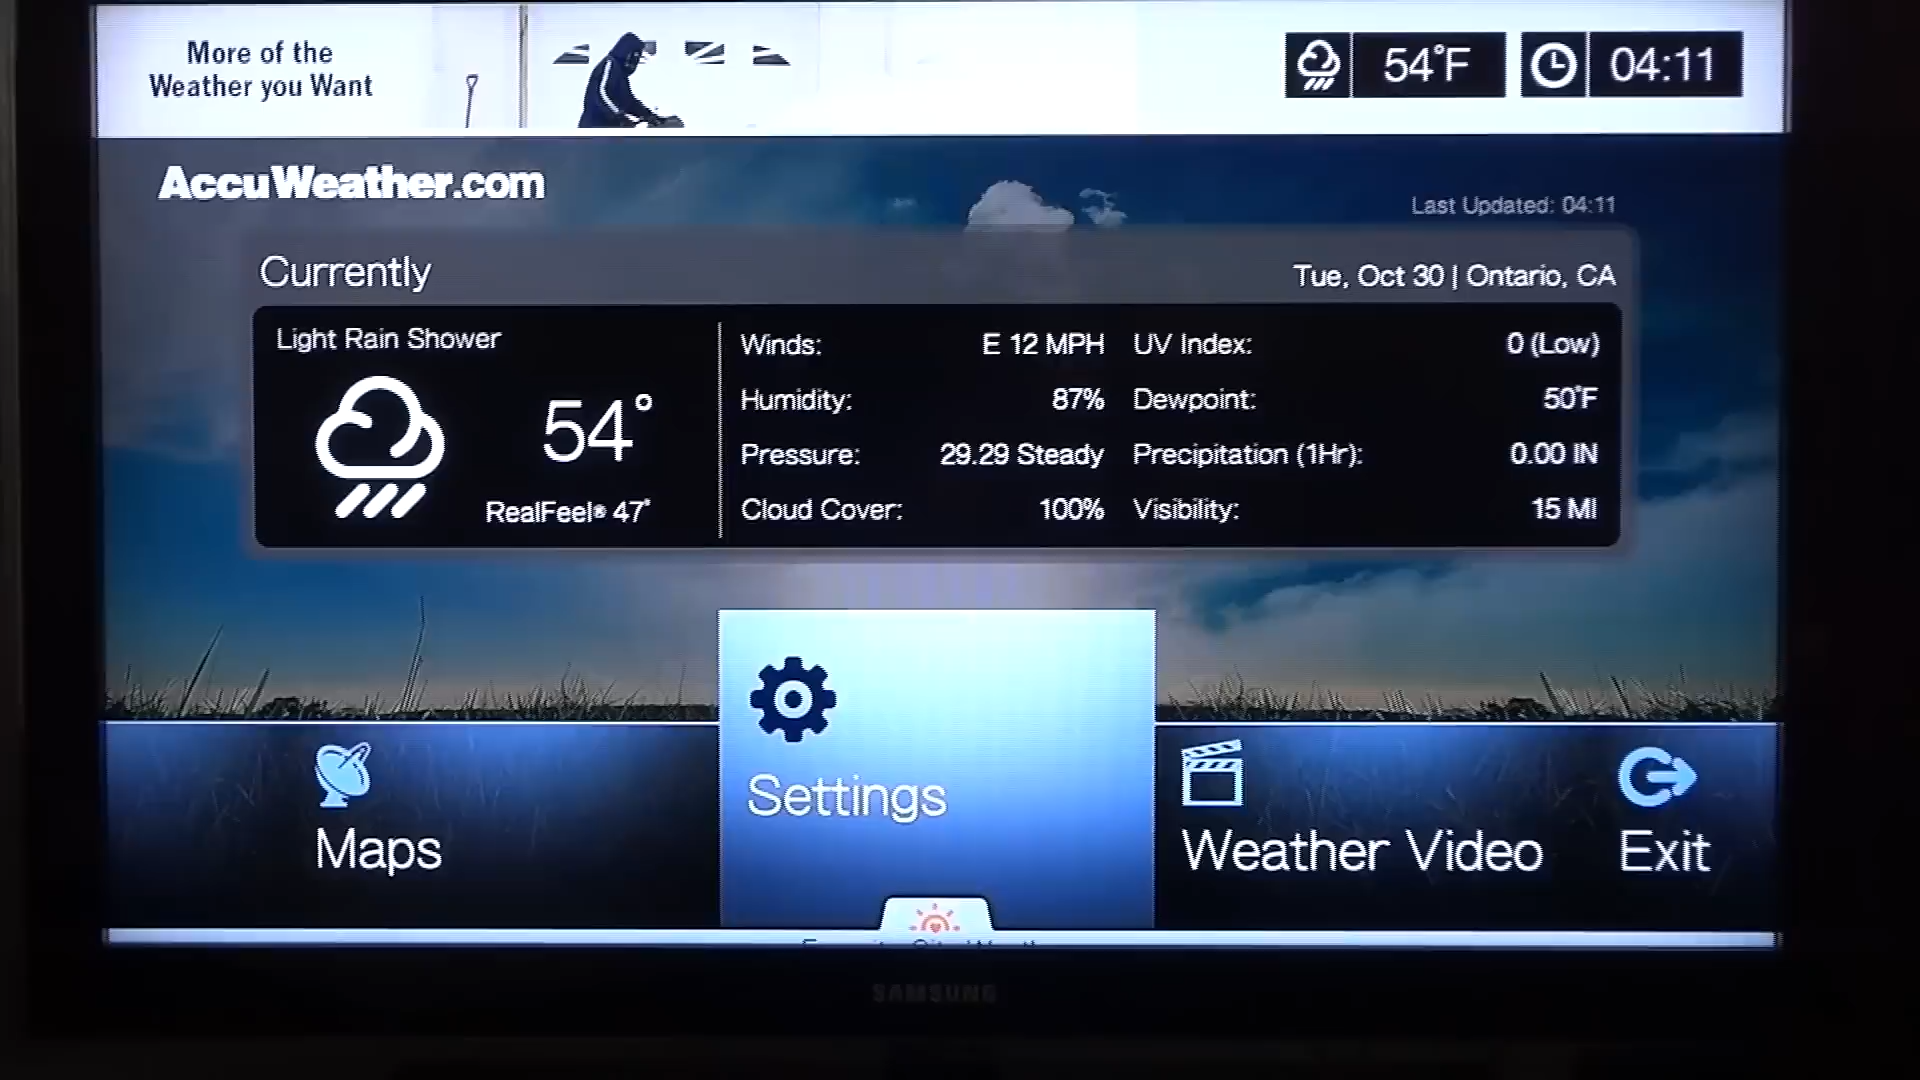 More of the
Weather you Want
54°F
04:11
AccuWeather.com
Last Updated: 04:11
Currently
Tue, Oct 30 | Ontario, CA
Light Rain Shower
54°
RealFeel® 47°
Winds: E 12 MPH
Humidity: 87%
Pressure: 29.29 Steady
Cloud Cover: 100%
UV Index: 0 (Low)
Dewpoint: 50°F
Precipitation (1Hr): 0.00 IN
Visibility: 15 MI
Maps
Settings
Weather Video
Exit
SAMSUNG